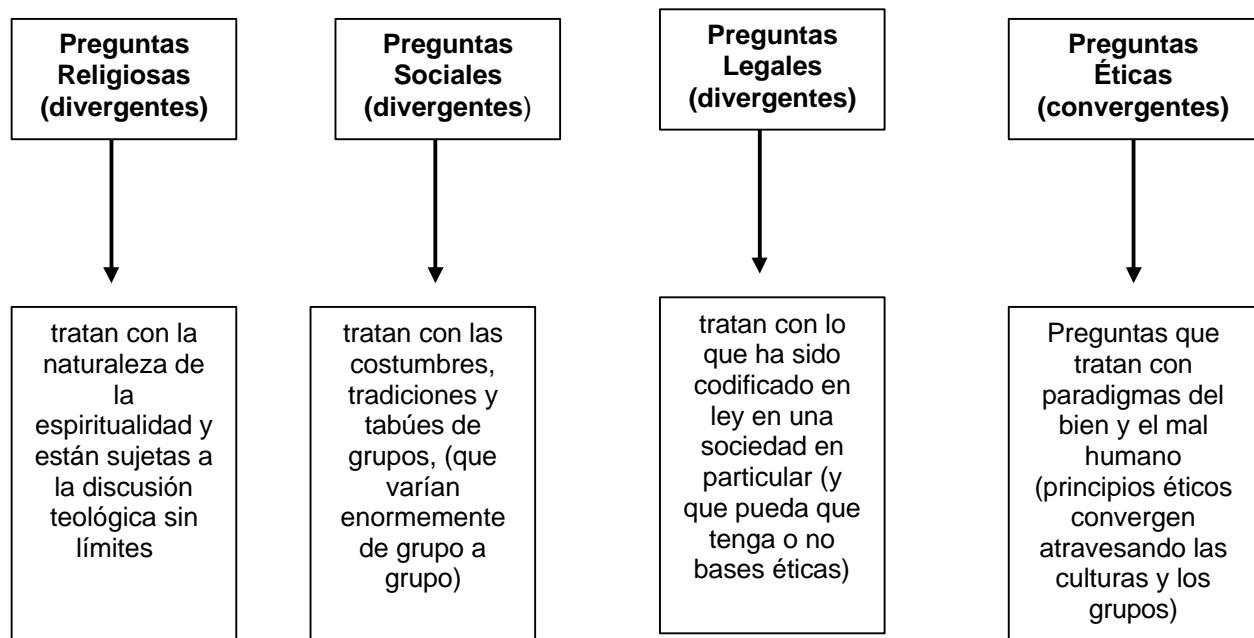 Preguntas
Religiosas
(divergentes)
Preguntas
Sociales
(divergentes)
Preguntas
Legales
(divergentes)
Preguntas
Éticas
(convergentes)
tratan con la
naturaleza de
la
espiritualidad y
están sujetas a
la discusión
teológica sin
límites
tratan con las
costumbres,
tradiciones y
tabúes de
grupos, (que
varían
enormemente
de grupo a
grupo)
tratan con lo
que ha sido
codificado en
ley en una
sociedad en
particular (y
que pueda que
tenga o no
bases éticas)
Preguntas que
tratan con
paradigmas del
bien y el mal
humano
(principios éticos
convergen
atravesando las
culturas y los
grupos)